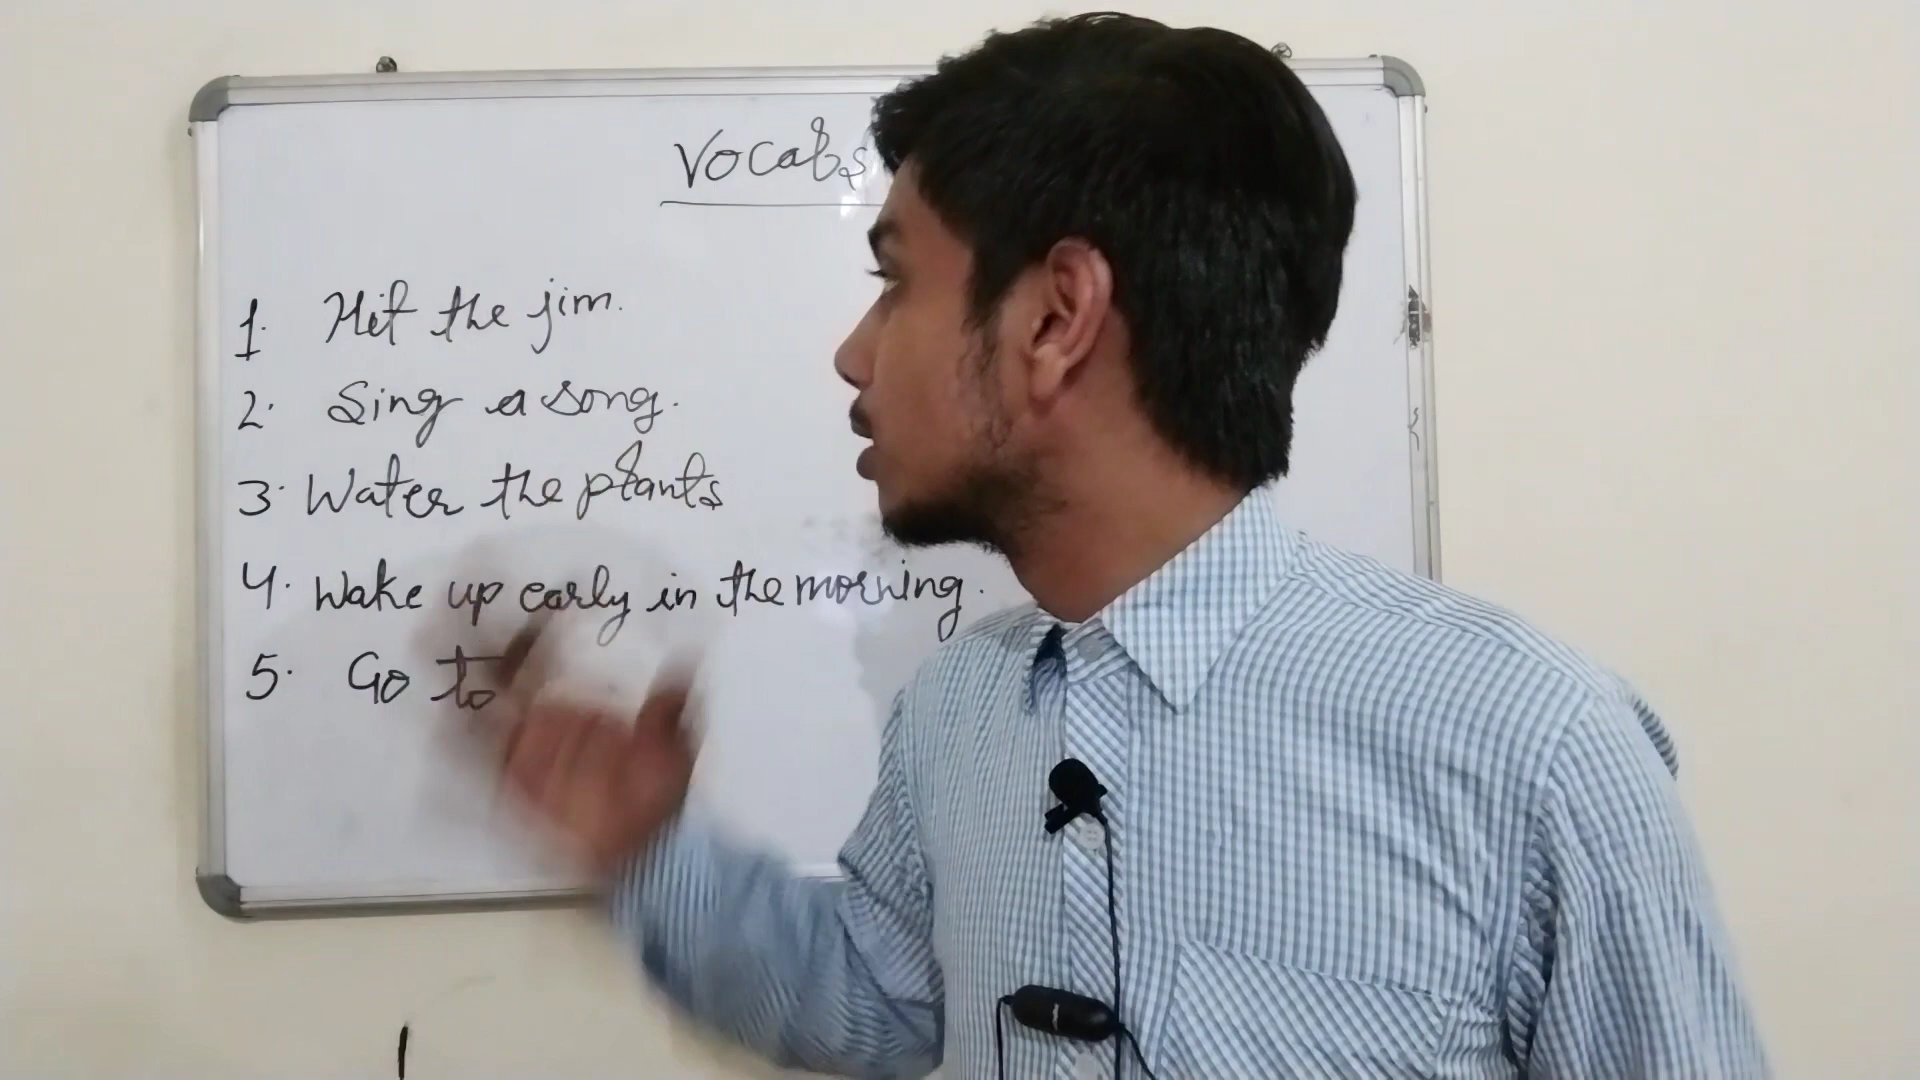 Vocabs
1. Hit the jim.
2. Sing a song.
3. Water the plants
4. Wake up early in the morning.
5. Go to